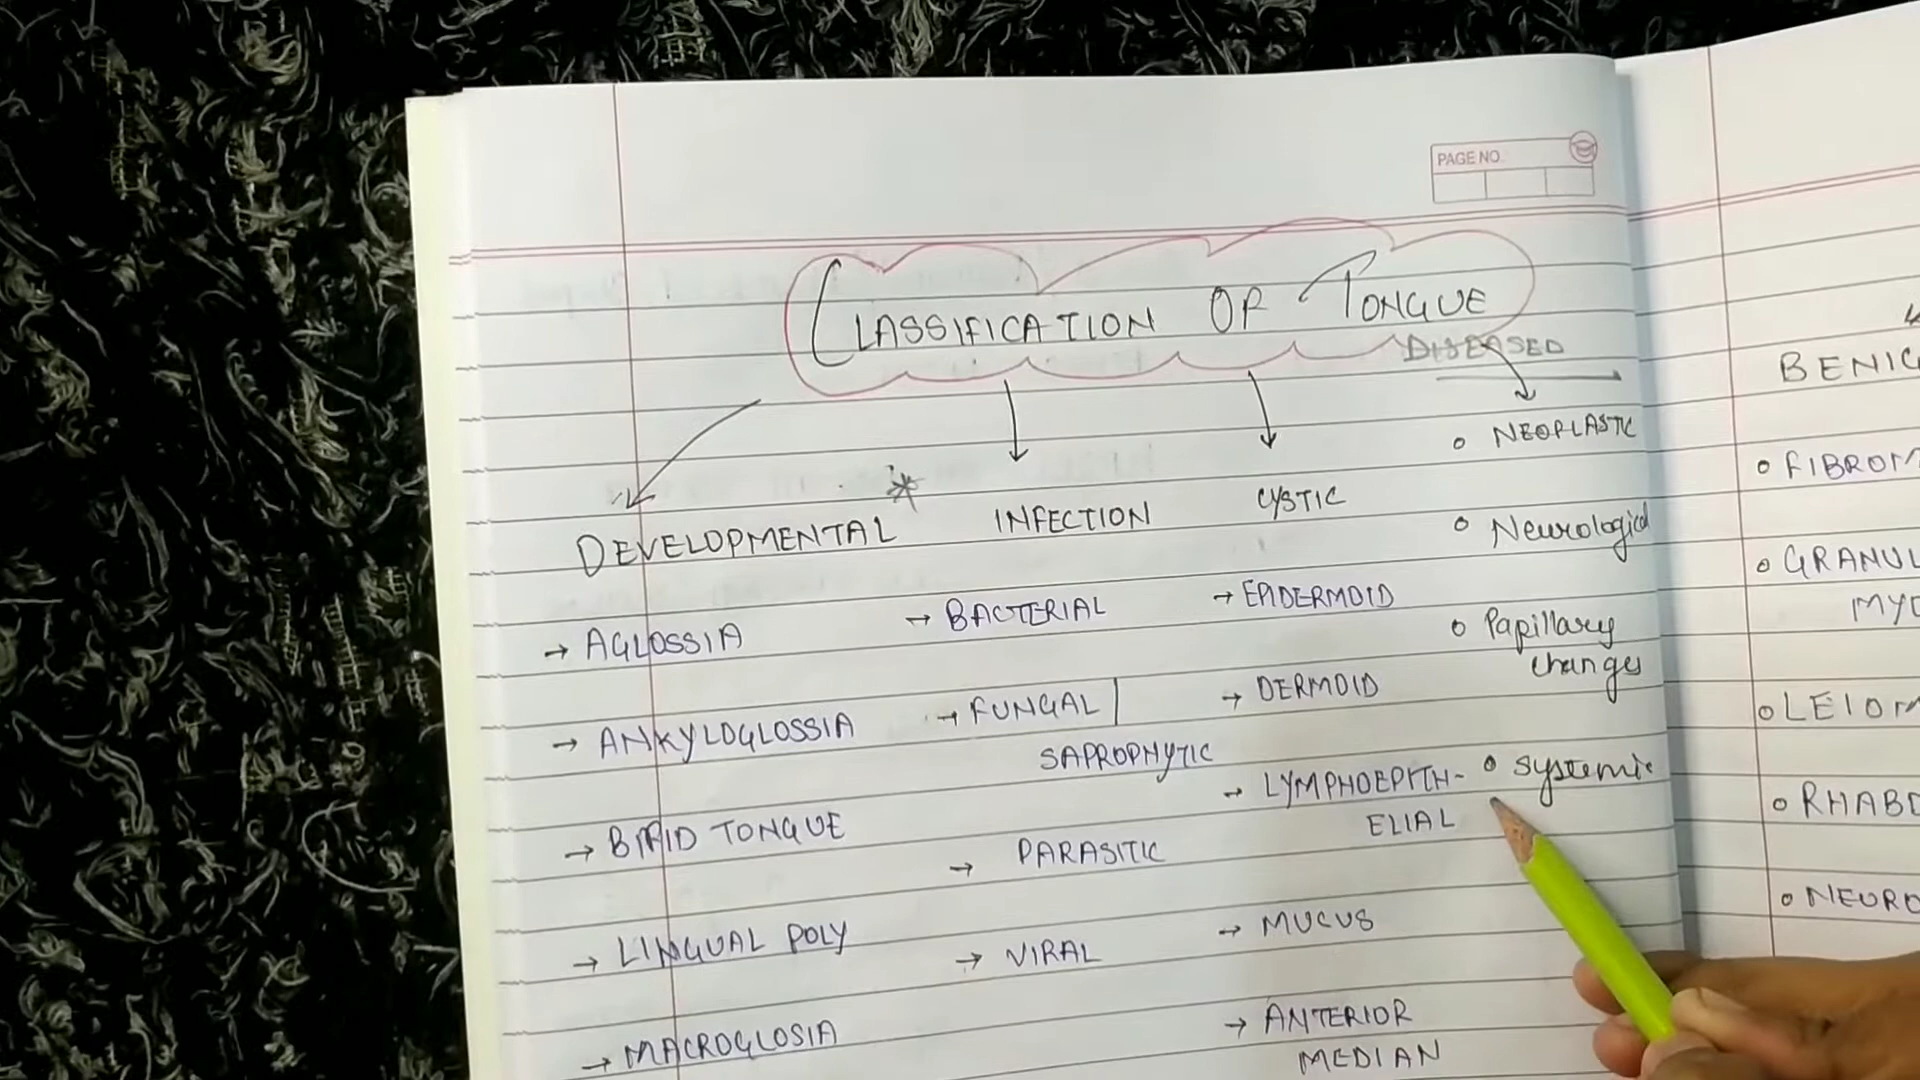 PAGE NO.
CLASSIFICATION OF TONGUE
DISEASED
DEVELOPMENTAL *
→ AGLOSSIA
→ ANKYLOGLOSSIA
→ BIFID TONGUE
→ LINGUAL POLY
→ MACROGLOSIA
INFECTION
→ BACTERIAL
→ FUNGAL |
SAPROPHYTIC
→ PARASITIC
→ VIRAL
CYSTIC
→ EPIDERMOID
→ DERMOID
→ LYMPHOEPITH-
ELIAL
→ MUCUS
→ ANTERIOR
MEDIAN
o NEOPLASTIC
o Neurological
o Papillary
changes
o Systemic
BENIG
o FIBROM
o GRANUL
MYO
o LEIOM
o RHABD
o NEURO